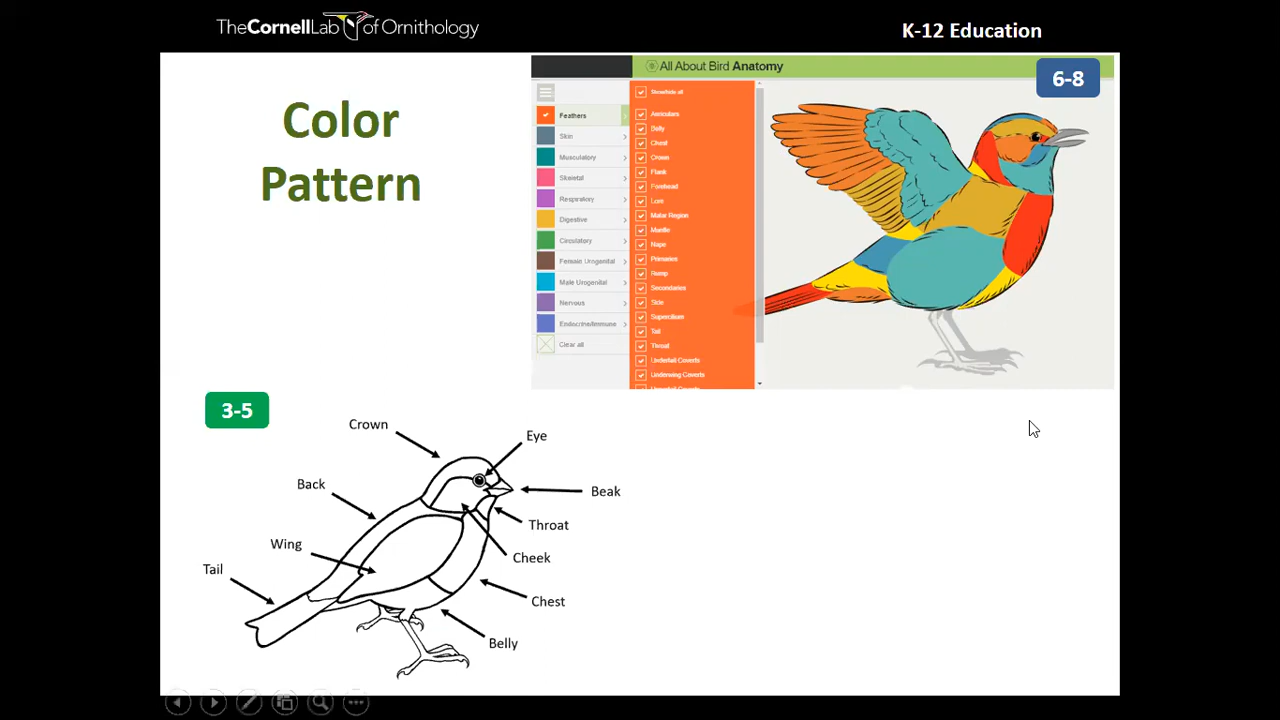 TheCornellLab of Ornithology
K-12 Education
Color
Pattern
All About Bird Anatomy
6-8
Show/hide all
Feathers
Skin
Musculatory
Skeletal
Respiratory
Digestive
Circulatory
Female Urogenital
Male Urogenital
Nervous
Endocrine/Immune
Clear all
Auriculars
Belly
Chest
Crown
Flank
Forehead
Lore
Malar Region
Mantle
Nape
Primaries
Rump
Secondaries
Side
Supercilium
Tail
Throat
Undertail Coverts
Underwing Coverts
3-5
Crown
Eye
Back
Beak
Throat
Wing
Cheek
Tail
Chest
Belly